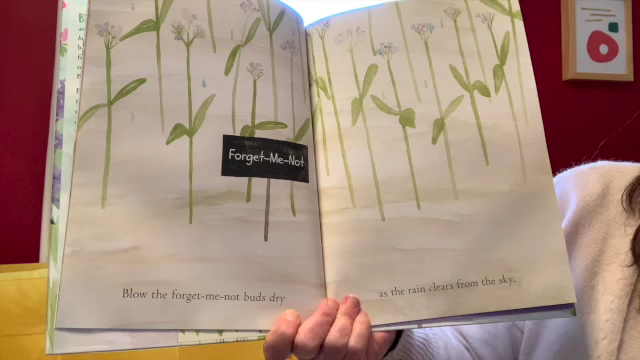 Forget-Me-Not
Blow the forget-me-not buds dry
as the rain clears from the sky.